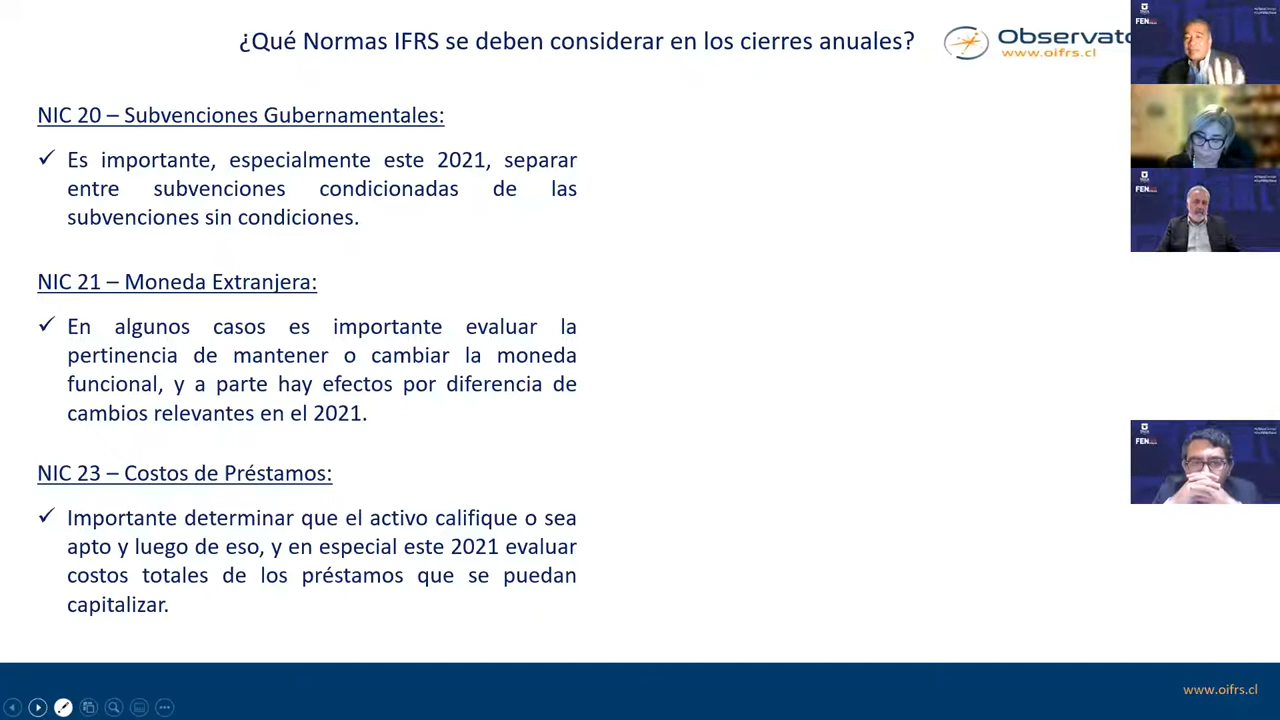 ¿Qué Normas IFRS se deben considerar en los cierres anuales?
Observato
www.oifrs.cl
NIC 20 – Subvenciones Gubernamentales:
✓ Es importante, especialmente este 2021, separar
entre subvenciones condicionadas de las
subvenciones sin condiciones.
NIC 21 – Moneda Extranjera:
✓ En algunos casos es importante evaluar la
pertinencia de mantener o cambiar la moneda
funcional, y a parte hay efectos por diferencia de
cambios relevantes en el 2021.
NIC 23 – Costos de Préstamos:
✓ Importante determinar que el activo califique o sea
apto y luego de eso, y en especial este 2021 evaluar
costos totales de los préstamos que se puedan
capitalizar.
FEN
FEN
FEN
www.oifrs.cl